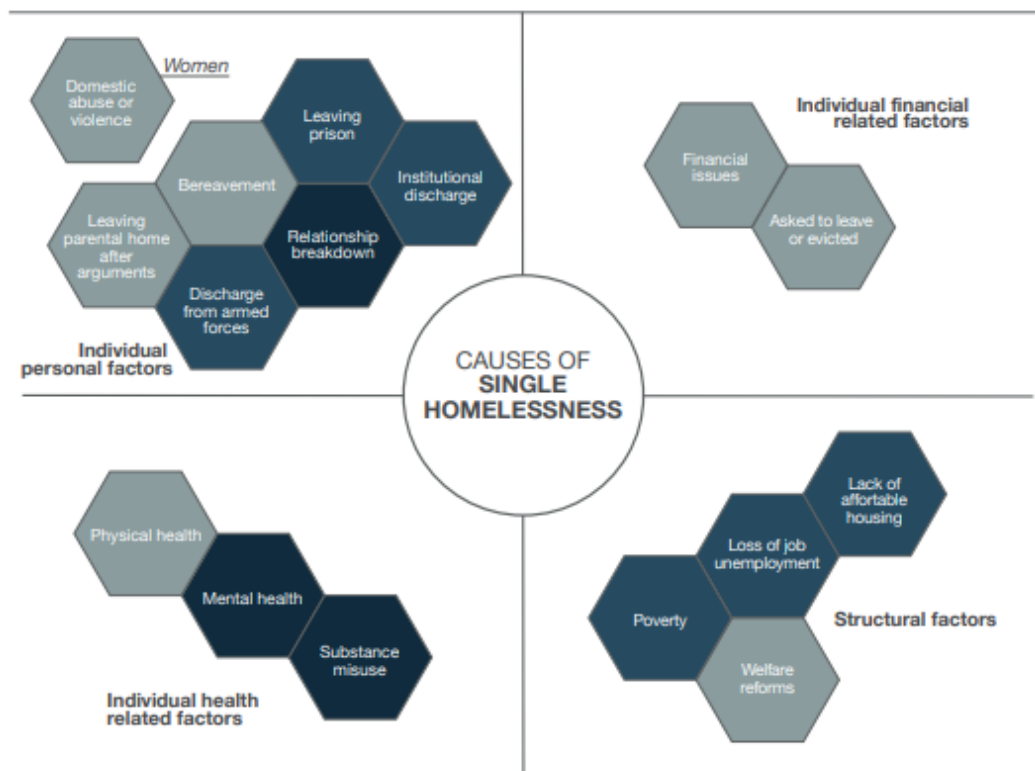 Women
Domestic
abuse or
violence
Leaving
prison
Bereavement
Institutional
discharge
Leaving
parental home
after
arguments
Relationship
breakdown
Discharge
from armed
forces
Individual
personal factors
Individual financial
related factors
Financial
issues
Asked to leave
or evicted
CAUSES OF
SINGLE
HOMELESSNESS
Physical health
Mental health
Substance
misuse
Individual health
related factors
Lack of
affortable
housing
Loss of job
unemployment
Poverty
Structural factors
Welfare
reforms